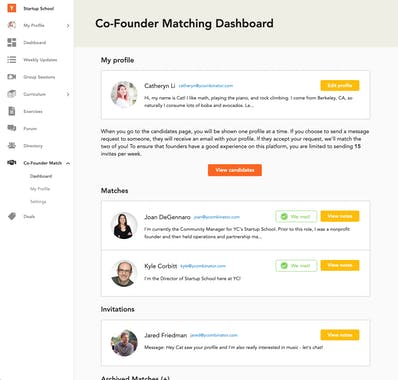 Y Startup School
My Profile
Dashboard
Weekly Updates
Group Sessions
Curriculum
Exercises
Forum
Directory
Co-Founder Match
Dashboard
My Profile
Settings
Deals
Co-Founder Matching Dashboard
My profile
Catheryn Li catheryn@ycombinator.com
Edit profile
Hi, my name is Cat! I like math, playing the piano, and rock climbing. I come from Berkeley, CA, so
naturally I consume lots of boba and avocados. Le...
When you go to the candidates page, you will be shown one profile at a time. If you choose to send a message
request to someone, they will receive an email with your profile. If they accept your request, we'll match the
two of you! To ensure that founders have a good experience on this platform, you are limited to sending 15
invites per week.
View candidates
Matches
Joan DeGennaro joan@ycombinator.com
We met!
View notes
I'm currently the Community Manager for YC's Startup School. Prior to this role, I was a nonprofit
founder and then held operations and partnership ma...
Kyle Corbitt kyle@ycombinator.com
We met!
View notes
I'm the Director of Startup School here at YC!
Invitations
Jared Friedman jared@ycombinator.com
View notes
Message: Hey Cat saw your profile and I'm also really interested in music - let's chat!
Archived Matches (4)